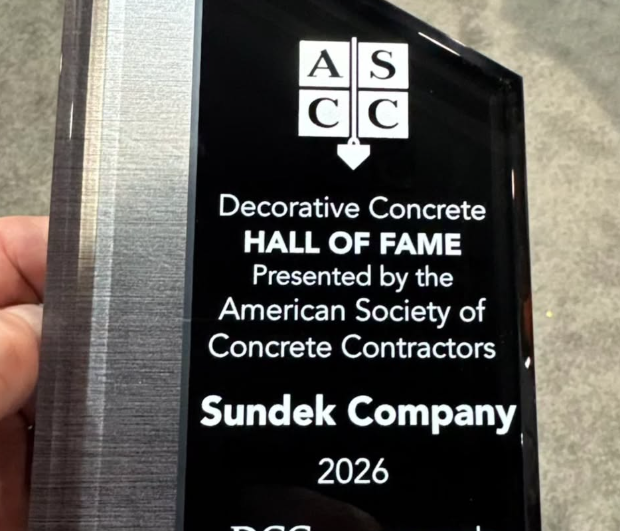 A S
C C
Decorative Concrete
HALL OF FAME
Presented by the
American Society of
Concrete Contractors
Sundek Company
2026